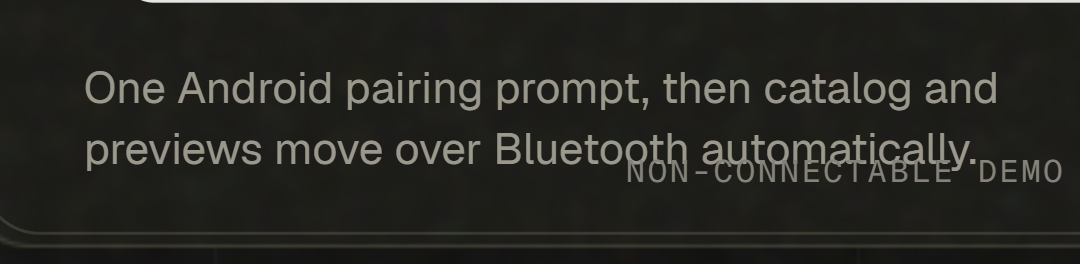 One Android pairing prompt, then catalog and
previews move over Bluetooth automatically.
NON-CONNECTABLE DEMO